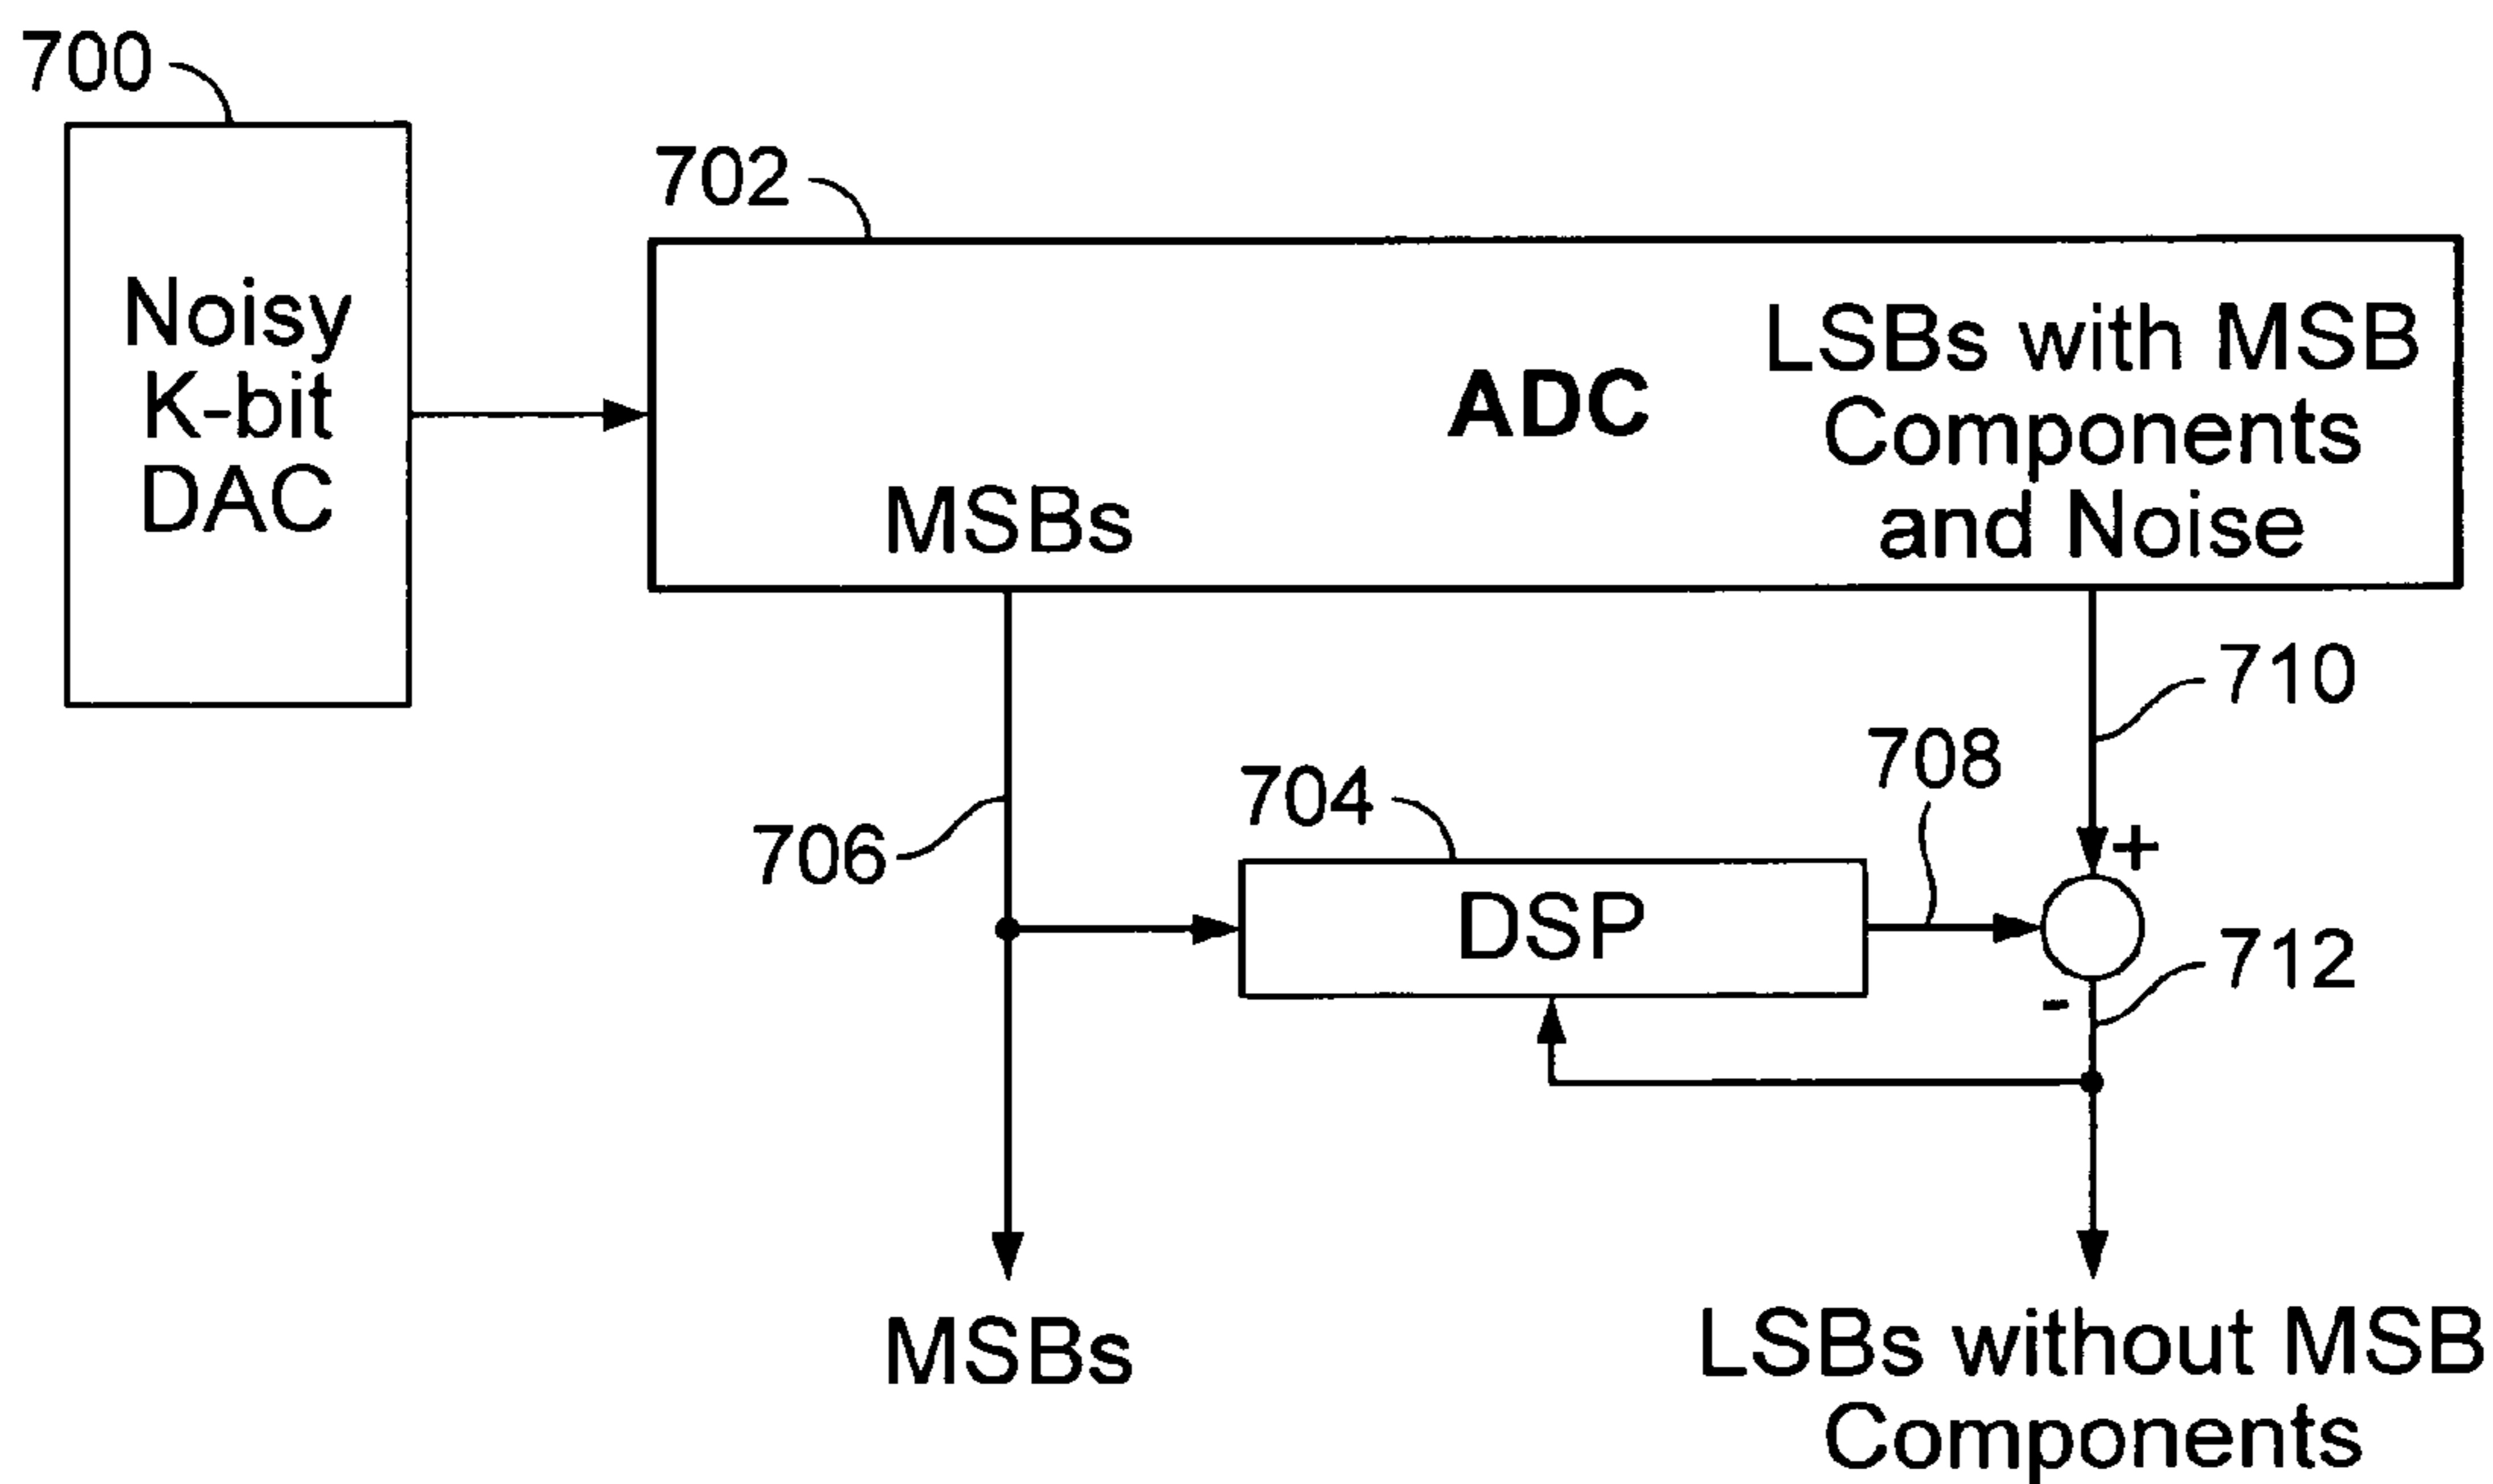 700
702
Noisy
K-bit
DAC
ADC
LSBs with MSB
Components
and Noise
MSBs
710
708
704
706
+
DSP
712
-
MSBs
LSBs without MSB
Components